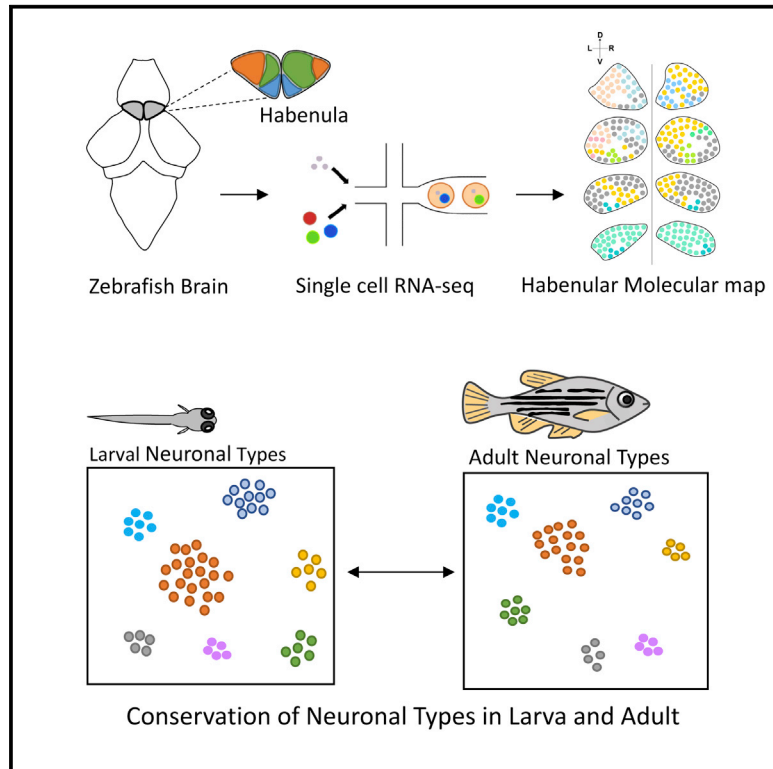 D
L R
V
Habenula
Zebrafish Brain
Single cell RNA-seq
Habenular Molecular map
Larval Neuronal Types
Adult Neuronal Types
Conservation of Neuronal Types in Larva and Adult